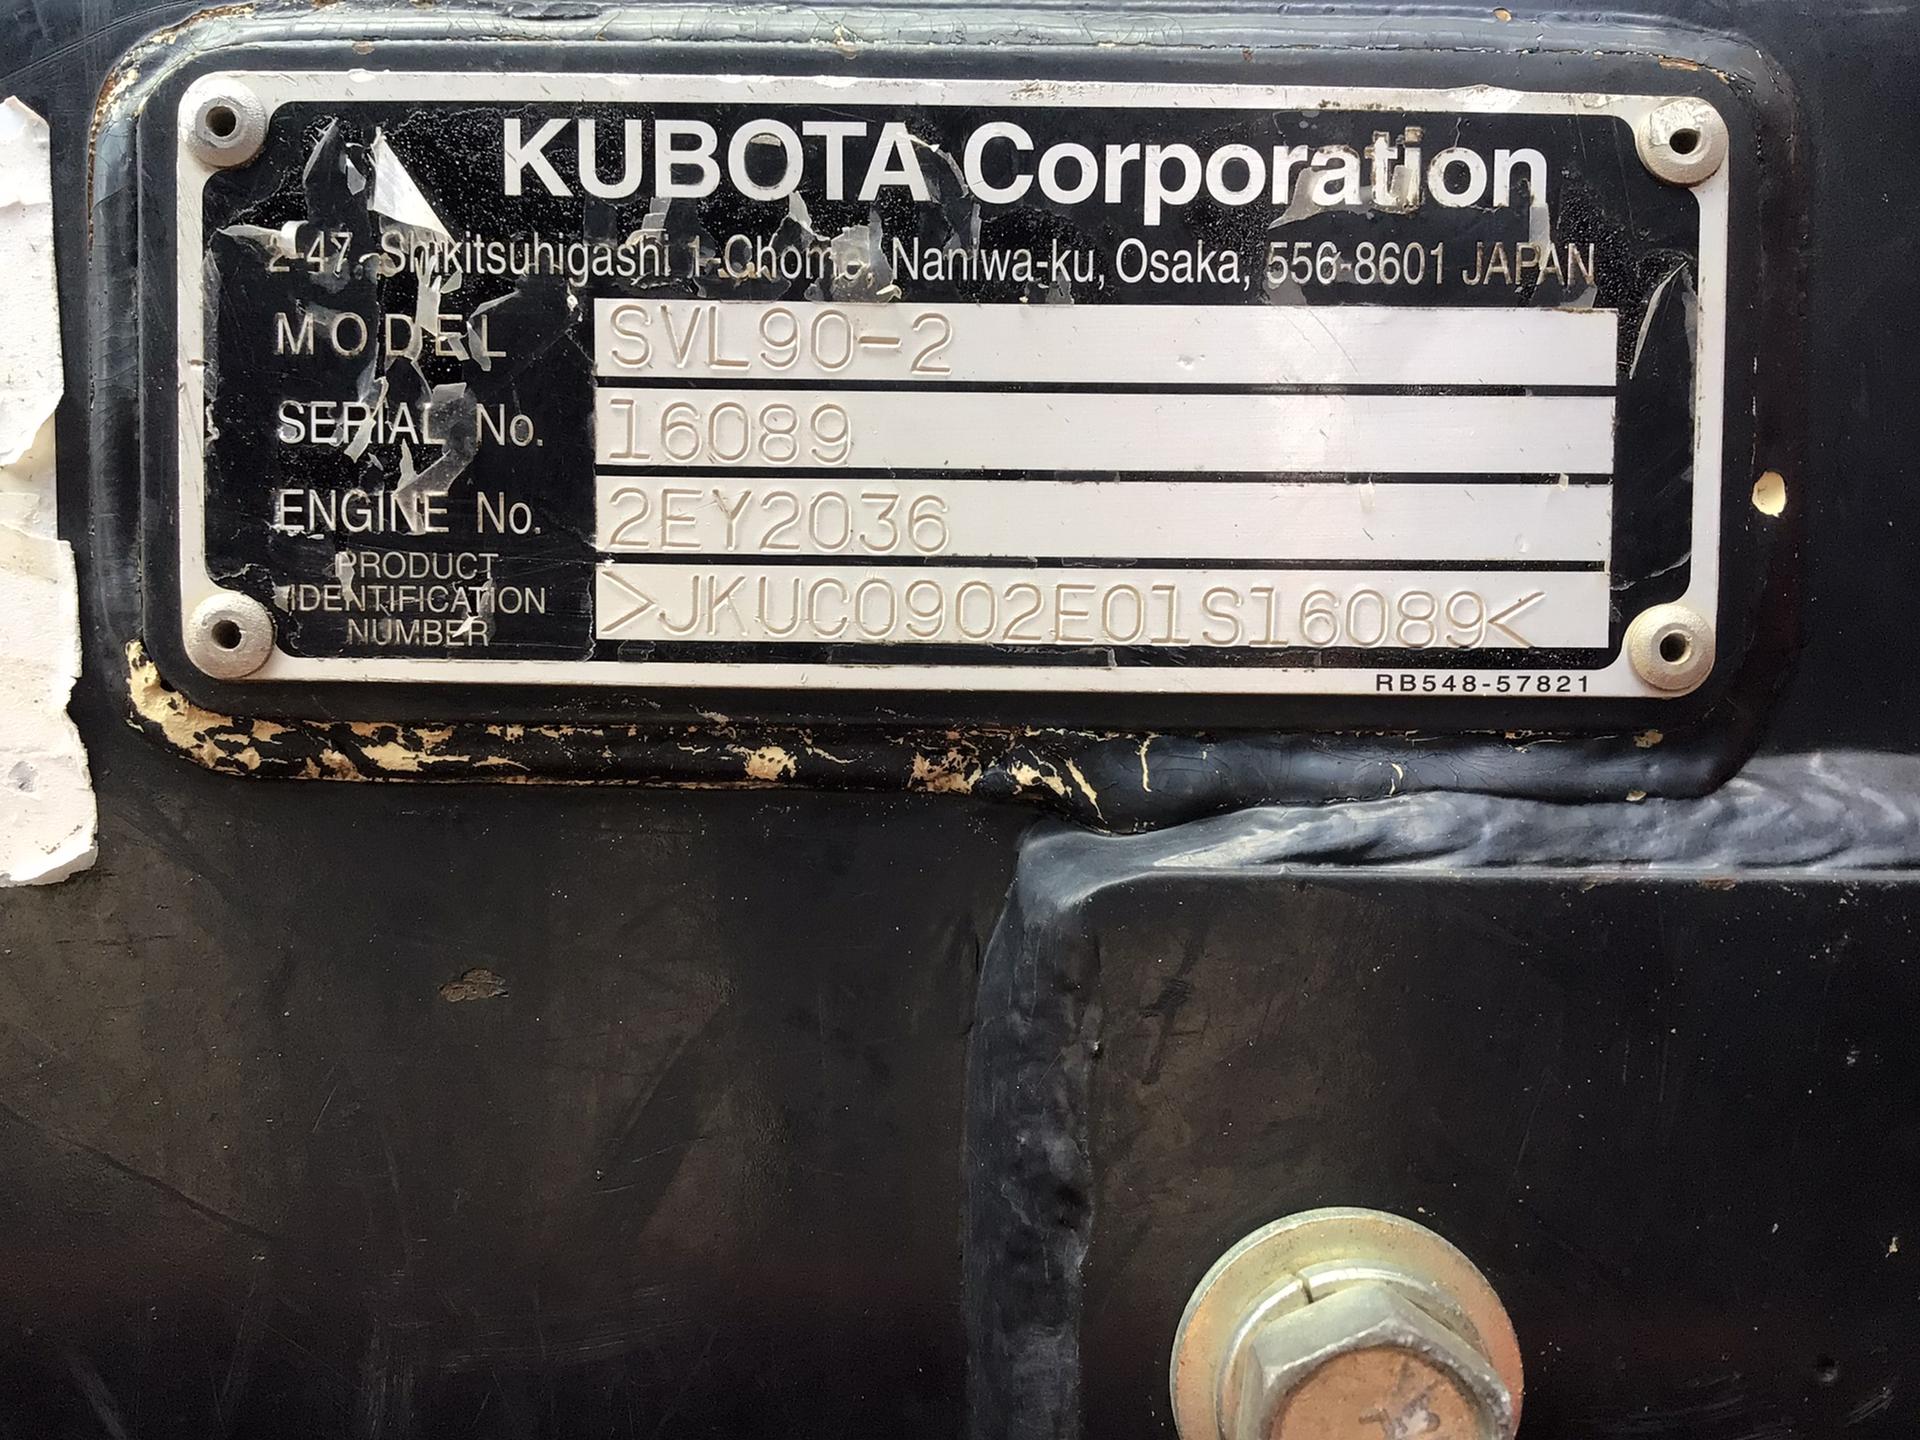 KUBOTA Corporation
2-47, Shikitsuhigashi 1-Chome, Naniwa-ku, Osaka, 556-8601 JAPAN
MODEL SVL90-2
SERIAL No. 16089
ENGINE No. 2EY2036
PRODUCT
IDENTIFICATION
NUMBER
>JKUC0902E01S16089<
RB548-57821